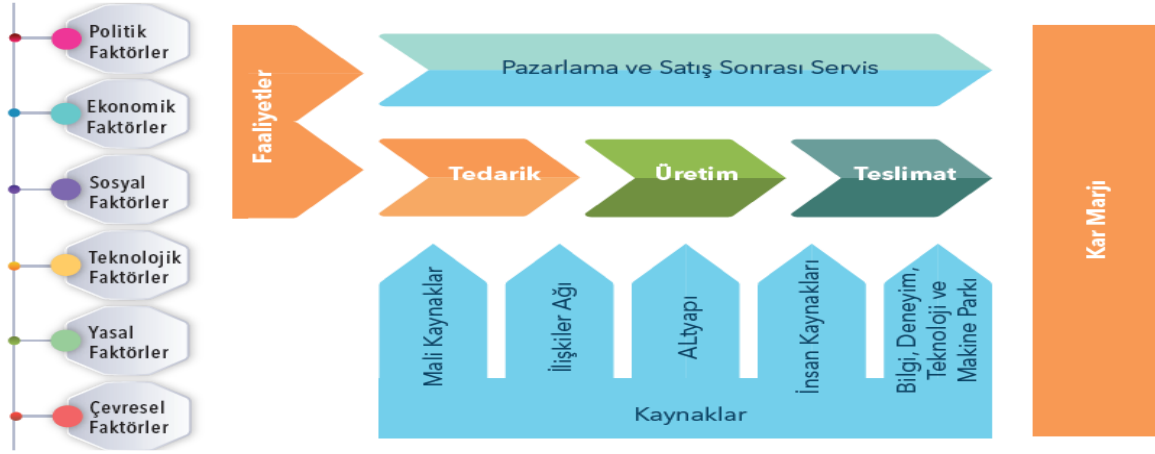 Politik
Faktörler
Ekonomik
Faktörler
Sosyal
Faktörler
Teknolojik
Faktörler
Yasal
Faktörler
Çevresel
Faktörler
Faaliyetler
Pazarlama ve Satış Sonrası Servis
Tedarik
Üretim
Teslimat
Mali Kaynaklar
İlişkiler Ağı
ALtyapı
İnsan Kaynakları
Bilgi, Deneyim,
Teknoloji ve
Makine Parkı
Kaynaklar
Kar Marjı